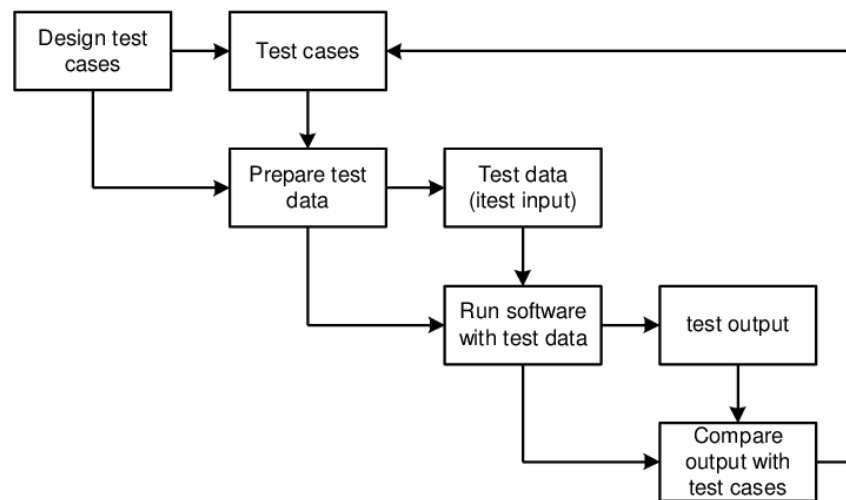 Design test
cases
Test cases
Prepare test
data
Test data
(itest input)
Run software
with test data
test output
Compare
output with
test cases